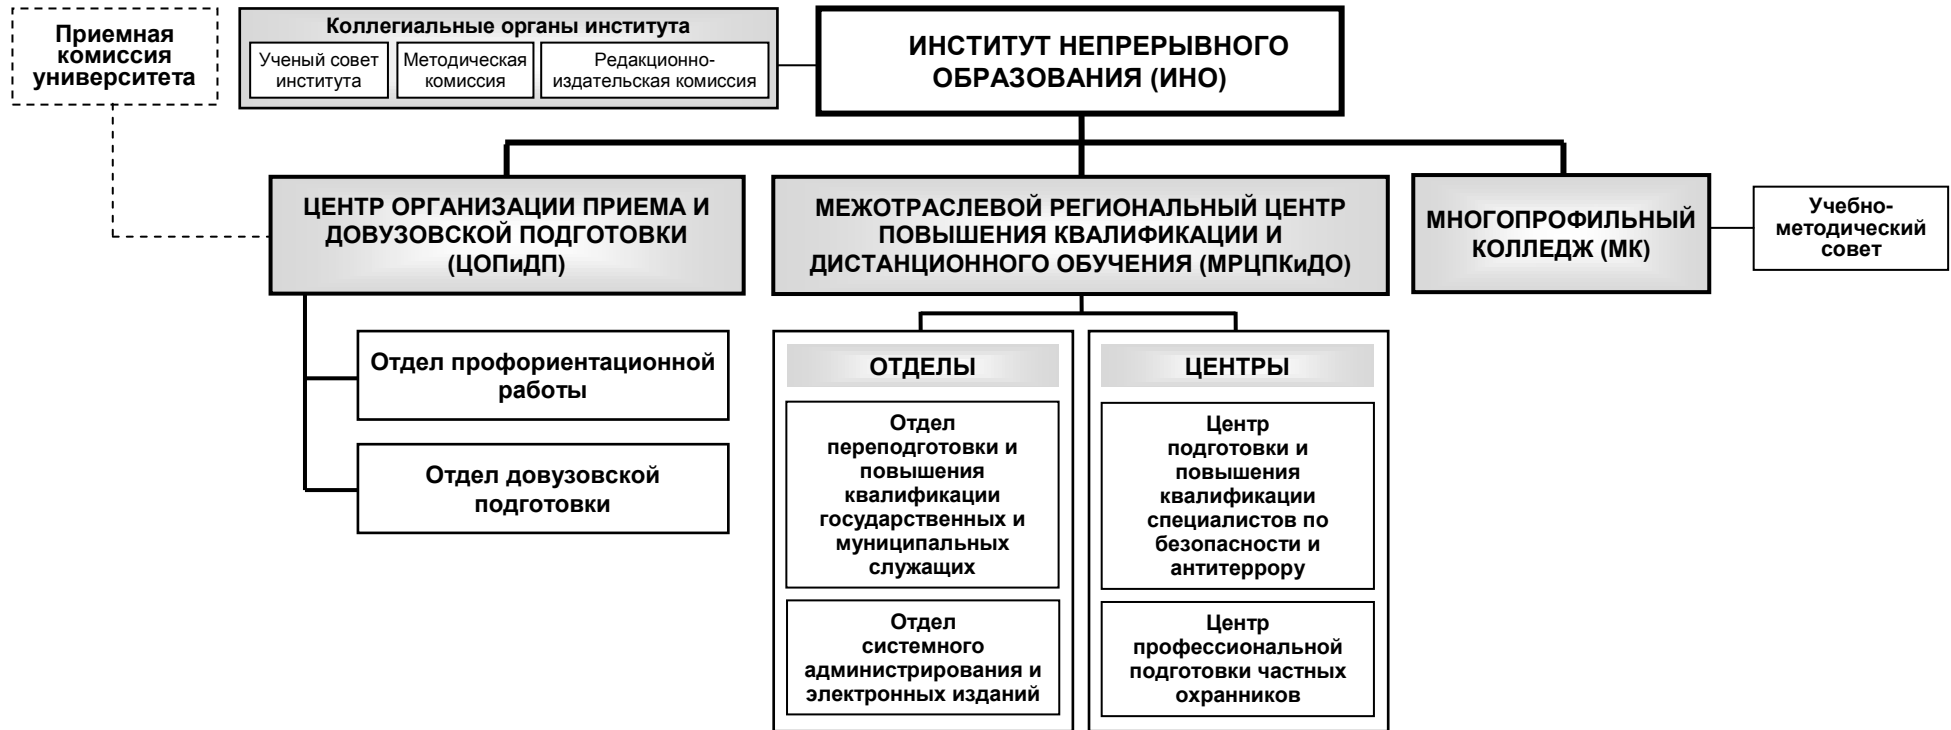 Приемная
комиссия
университета
Коллегиальные органы института
Ученый совет
института
Методическая
комиссия
Редакционно-
издательская комиссия
ИНСТИТУТ НЕПРЕРЫВНОГО
ОБРАЗОВАНИЯ (ИНО)
ЦЕНТР ОРГАНИЗАЦИИ ПРИЕМА И
ДОВУЗОВСКОЙ ПОДГОТОВКИ
(ЦОПиДП)
МЕЖОТРАСЛЕВОЙ РЕГИОНАЛЬНЫЙ ЦЕНТР
ПОВЫШЕНИЯ КВАЛИФИКАЦИИ И
ДИСТАНЦИОННОГО ОБУЧЕНИЯ (МРЦПКиДО)
МНОГОПРОФИЛЬНЫЙ
КОЛЛЕДЖ (МК)
Учебно-
методический
совет
Отдел профориентационной
работы
Отдел довузовской
подготовки
ОТДЕЛЫ
Отдел
переподготовки и
повышения
квалификации
государственных и
муниципальных
служащих
Отдел
системного
администрирования и
электронных изданий
ЦЕНТРЫ
Центр
подготовки и
повышения
квалификации
специалистов по
безопасности и
антитеррору
Центр
профессиональной
подготовки частных
охранников